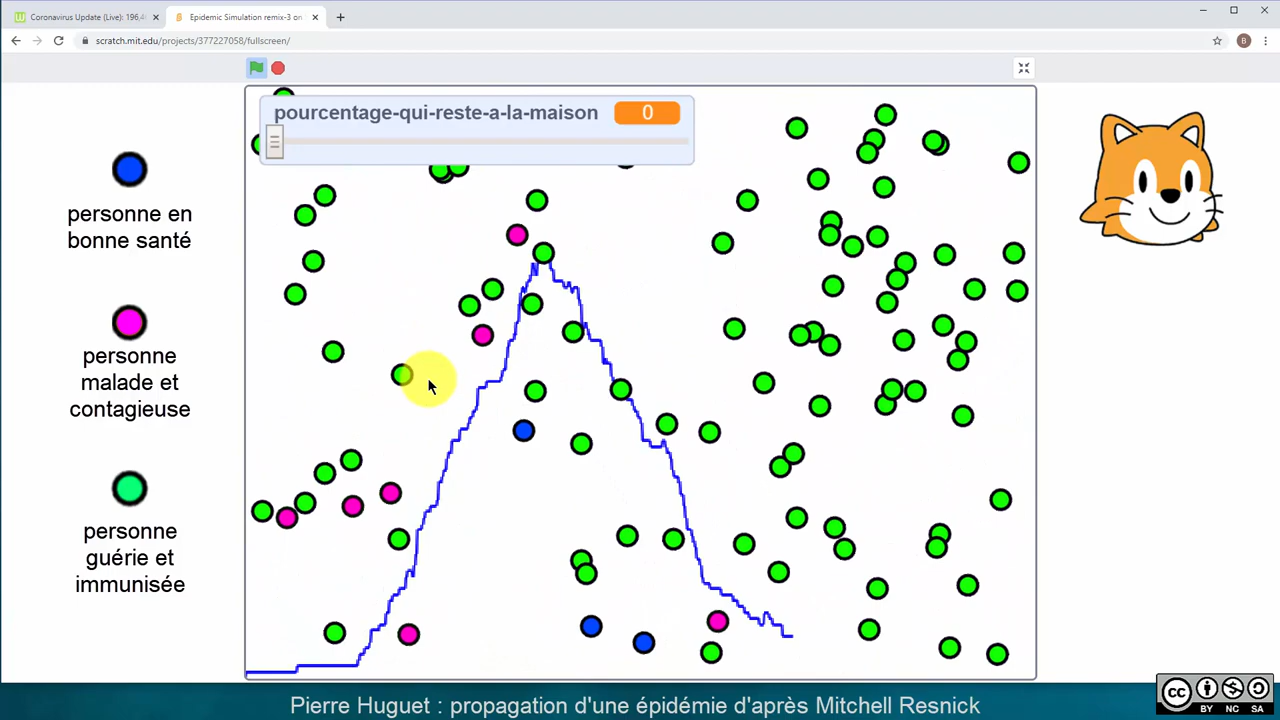 Coronavirus Update (Live): 196,4
Epidemic Simulation remix-3 on
scratch.mit.edu/projects/377227058/fullscreen/
B
pourcentage-qui-reste-a-la-maison 0
personne en
bonne santé
personne
malade et
contagieuse
personne
guérie et
immunisée
Pierre Huguet : propagation d'une épidémie d'après Mitchell Resnick
cc
BY NC SA